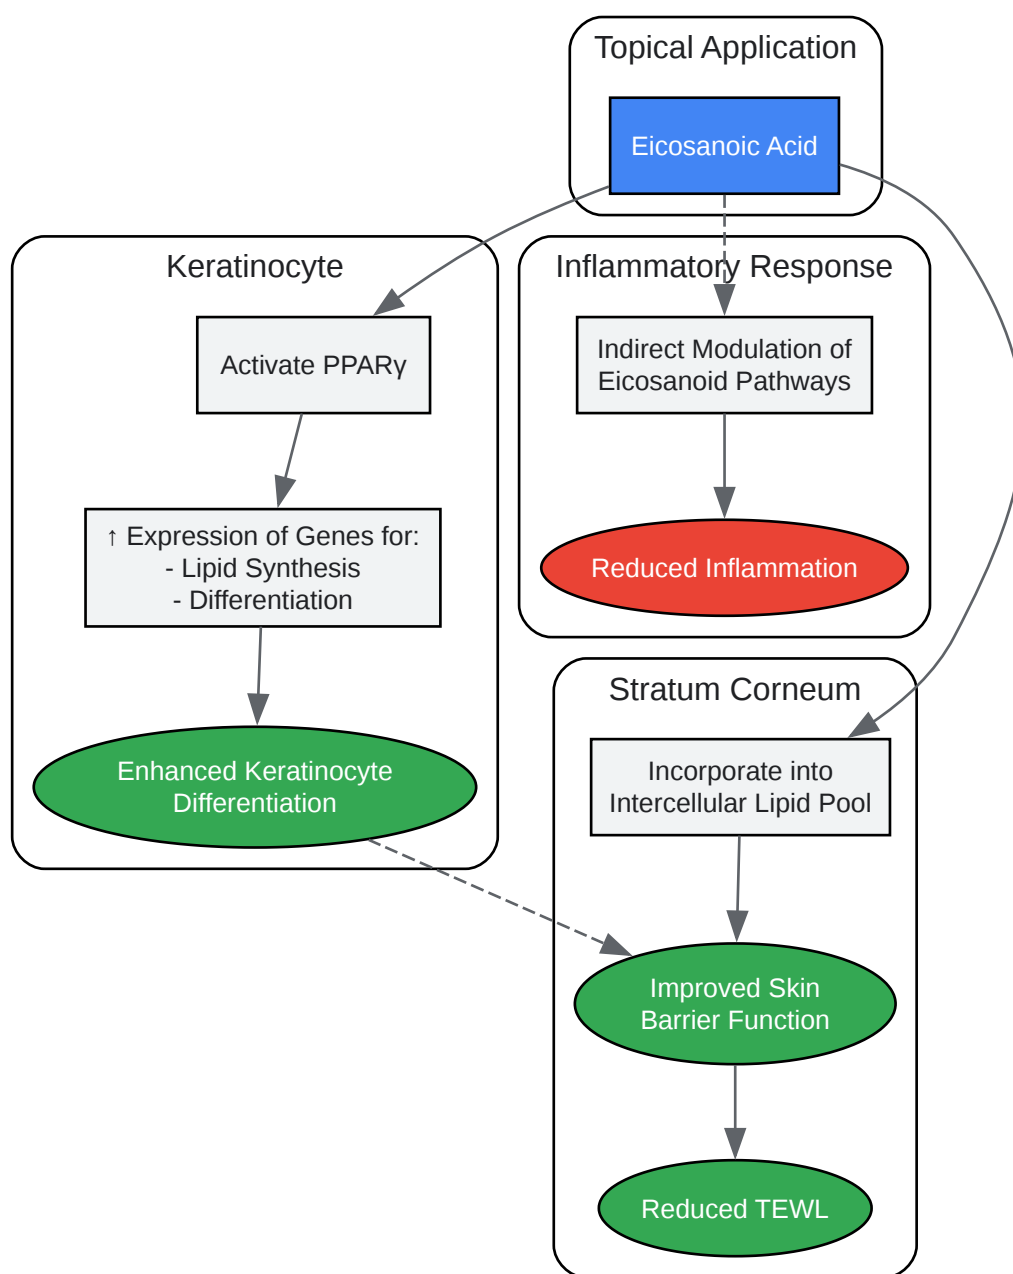 Topical Application
Eicosanoic Acid
Keratinocyte
Activate PPARγ
↑ Expression of Genes for:
- Lipid Synthesis
- Differentiation
Enhanced Keratinocyte
Differentiation
Inflammatory Response
Indirect Modulation of
Eicosanoid Pathways
Reduced Inflammation
Stratum Corneum
Incorporate into
Intercellular Lipid Pool
Improved Skin
Barrier Function
Reduced TEWL